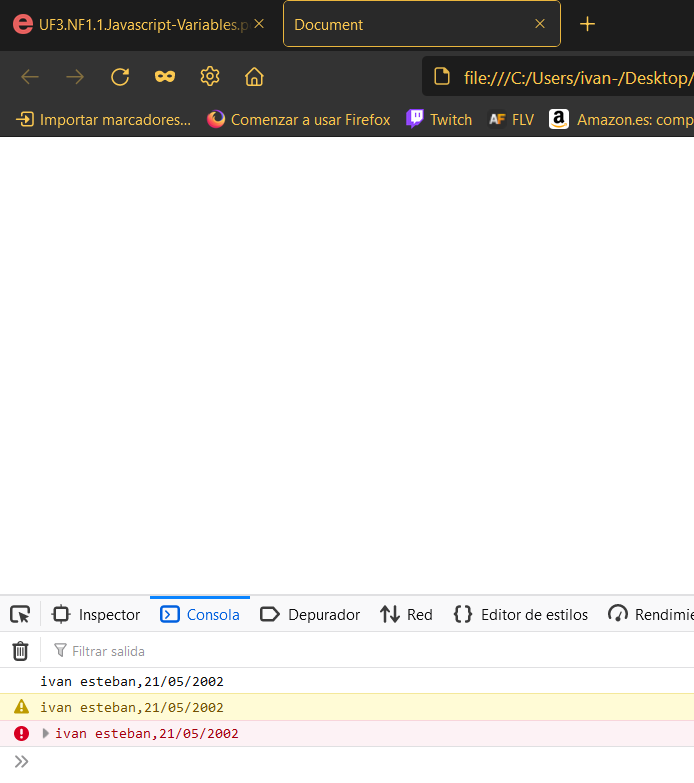 UF3.NF1.1.Javascript-Variables.p
Document
file:///C:/Users/ivan-/Desktop/
Importar marcadores... Comenzar a usar Firefox Twitch AF FLV a Amazon.es: comp
Inspector Consola Depurador Red Editor de estilos Rendimie
Filtrar salida
ivan esteban,21/05/2002
ivan esteban,21/05/2002
ivan esteban,21/05/2002